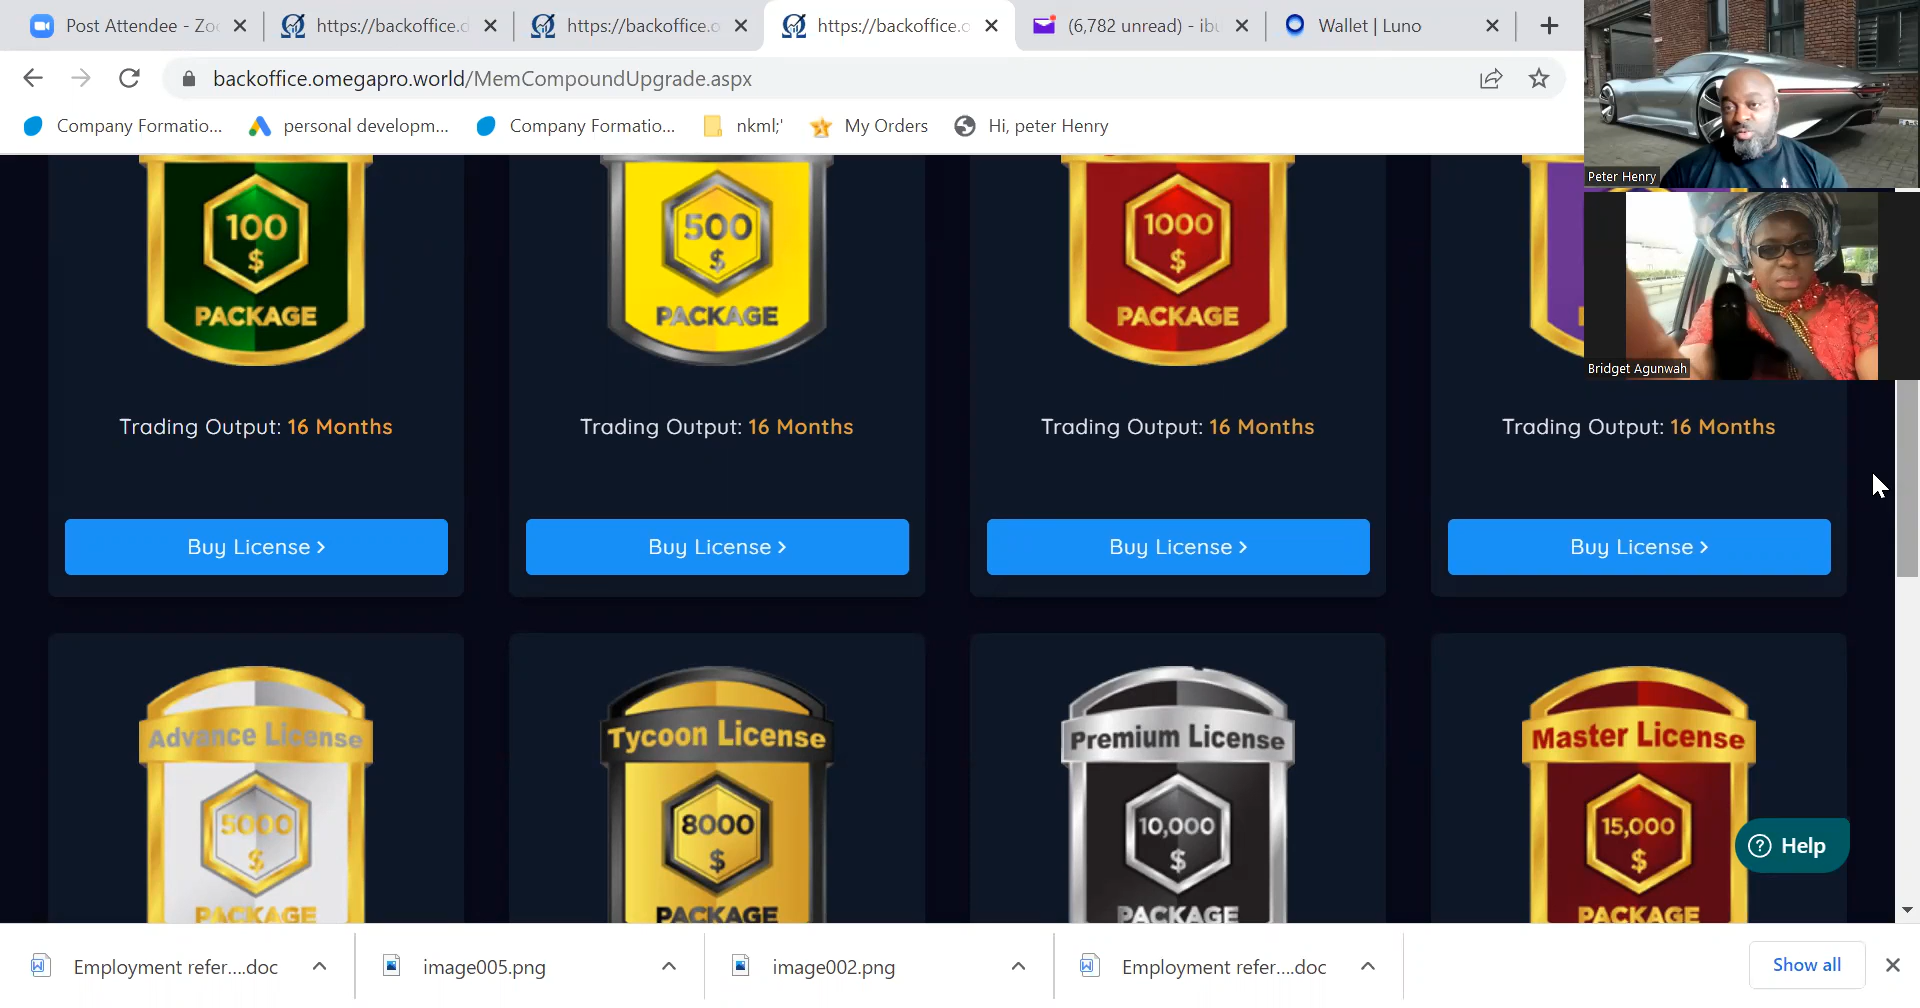 Post Attendee - Zoo
https://backoffice.o
https://backoffice.o
https://backoffice.o
(6,782 unread) - ibu
Wallet | Luno
backoffice.omegapro.world/MemCompoundUpgrade.aspx
Company Formatio...
personal developm...
Company Formatio...
nkml;'
My Orders
Hi, peter Henry
Peter Henry
Bridget Agunwah
100
$
PACKAGE
500
$
PACKAGE
1000
$
PACKAGE
Trading Output: 16 Months
Trading Output: 16 Months
Trading Output: 16 Months
Trading Output: 16 Months
Buy License >
Buy License >
Buy License >
Buy License >
Advance License
5000
$
PACKAGE
Tycoon License
8000
$
PACKAGE
Premium License
10,000
$
PACKAGE
Master License
15,000
$
PACKAGE
? Help
Employment refer....doc
image005.png
image002.png
Employment refer....doc
Show all